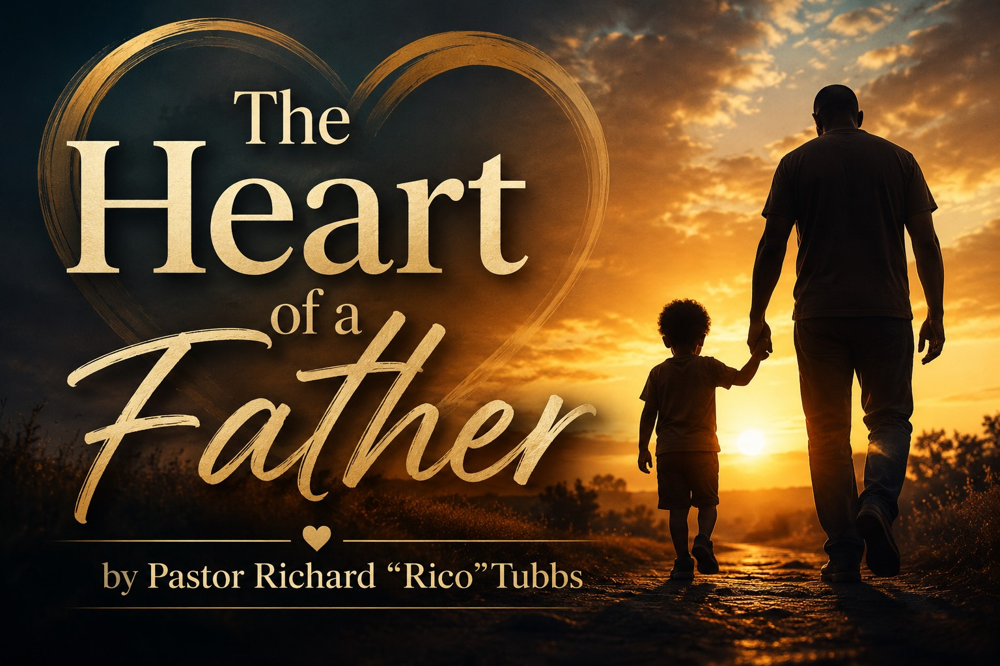 The
Heart
of a
Father
by Pastor Richard “Rico” Tubbs